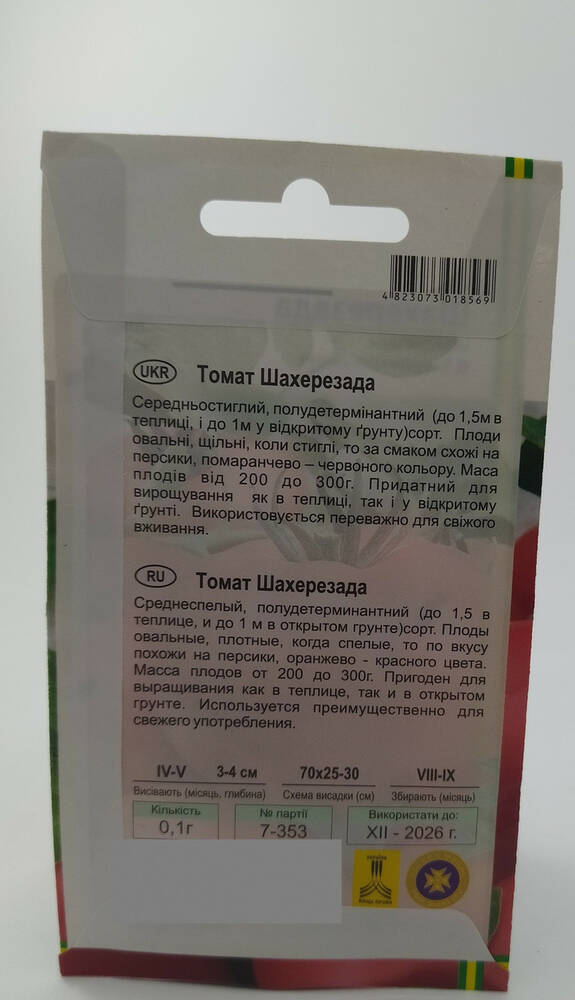 4 823073 018569
UKR Томат Шахерезада
Середньостиглий, полудетермінантний (до 1,5м в
теплиці, і до 1м у відкритому ґрунту)сорт. Плоди
овальні, щільні, коли стиглі, то за смаком схожі на
персики, помаранчево – червоного кольору. Маса
плодів від 200 до 300г. Придатний для
вирощування як в теплиці, так і у відкритому
ґрунті. Використовується переважно для свіжого
вживання.
RU Томат Шахерезада
Среднеспелый, полудетерминантный (до 1,5 в
теплице, и до 1 м в открытом грунте)сорт. Плоды
овальные, плотные, когда спелые, то по вкусу
похожи на персики, оранжево - красного цвета.
Масса плодов от 200 до 300г. Пригоден для
выращивания как в теплице, так и в открытом
грунте. Используется преимущественно для
свежего употребления.
IV-V 3-4 см 70x25-30 VIII-IX
Висівають (місяць, глибина) Схема висадки (см) Збирають (місяць)
Кількість № партії Використати до:
0,1г 7-353 XII - 2026 г.
УКРАЇНА